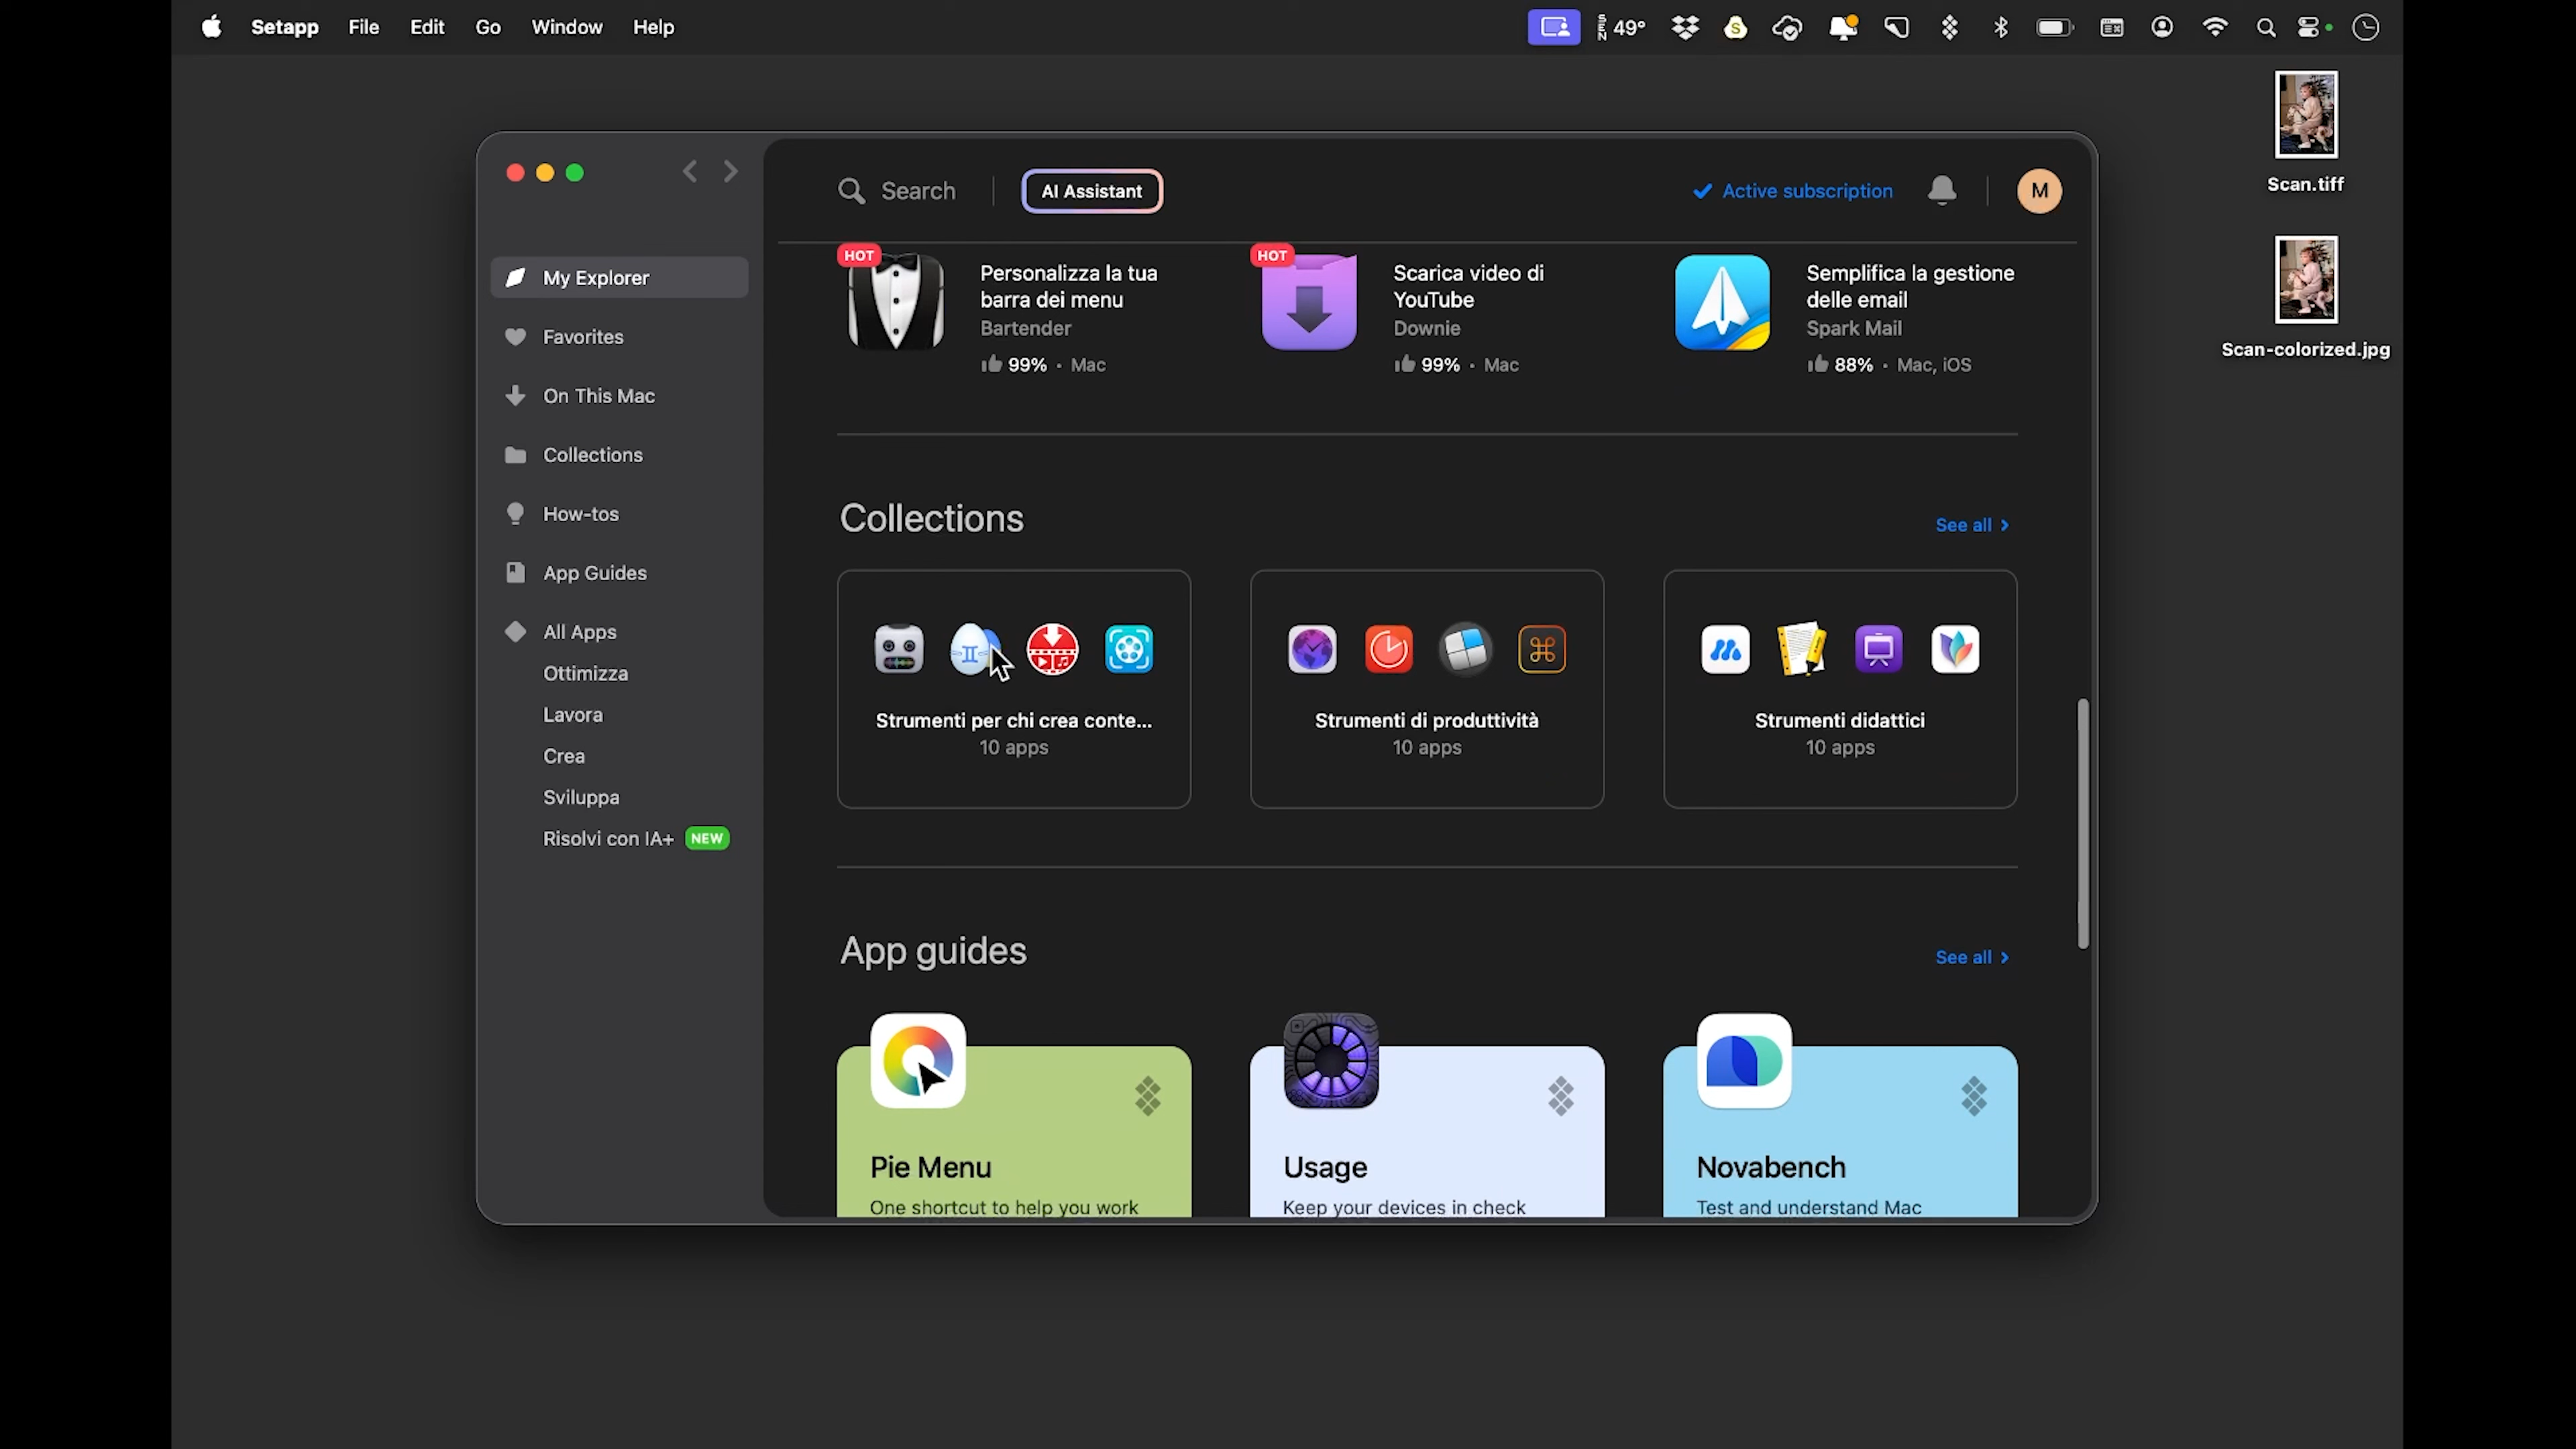 Setapp File Edit Go Window Help
SEN 49°
Scan.tiff
Scan-colorized.jpg
Search
AI Assistant
Active subscription
M
My Explorer
Favorites
On This Mac
Collections
How-tos
App Guides
All Apps
Ottimizza
Lavora
Crea
Sviluppa
Risolvi con IA+ NEW
HOT
Personalizza la tua
barra dei menu
Bartender
99% · Mac
HOT
Scarica video di
YouTube
Downie
99% · Mac
Semplifica la gestione
delle email
Spark Mail
88% · Mac, iOS
Collections
See all >
Strumenti per chi crea conte...
10 apps
Strumenti di produttività
10 apps
Strumenti didattici
10 apps
App guides
See all >
Pie Menu
One shortcut to help you work
Usage
Keep your devices in check
Novabench
Test and understand Mac